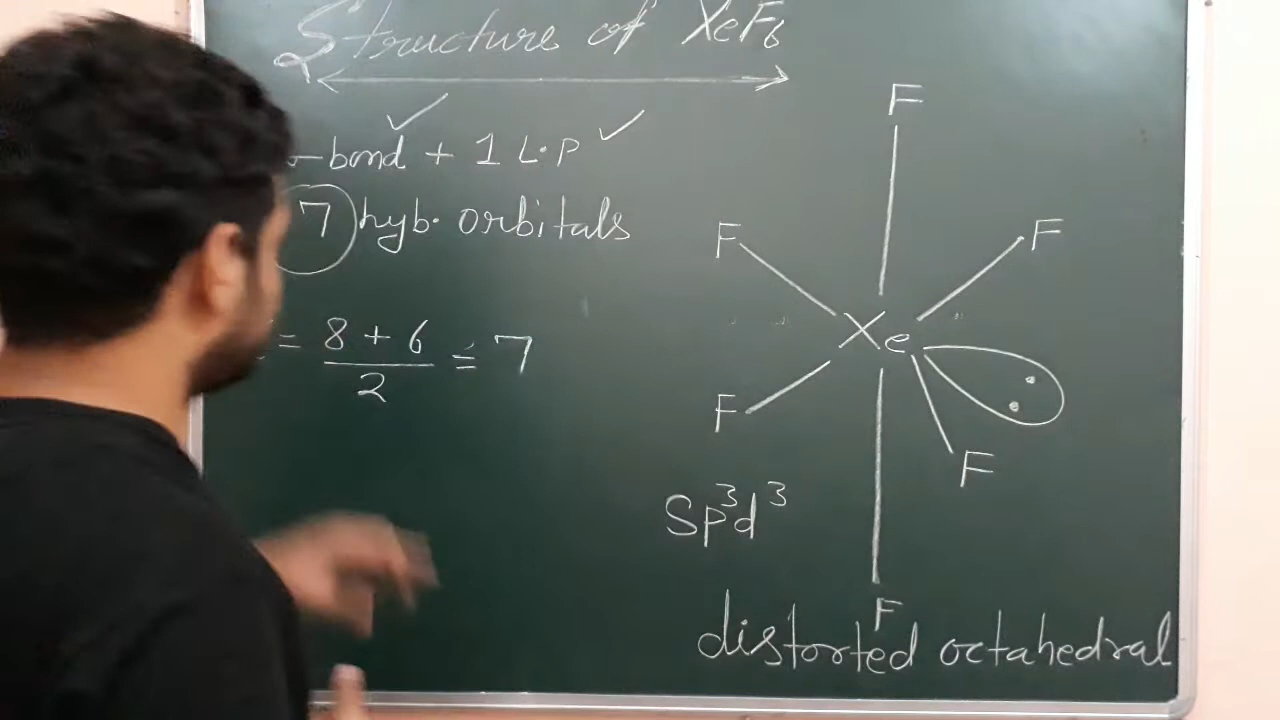 Structure of XeF6
-bond + 1 L.P
7 hyb. orbitals
= 8 + 6 / 2 = 7
F
F F
Xe
F
F
F
Sp3d3
distorted octahedral